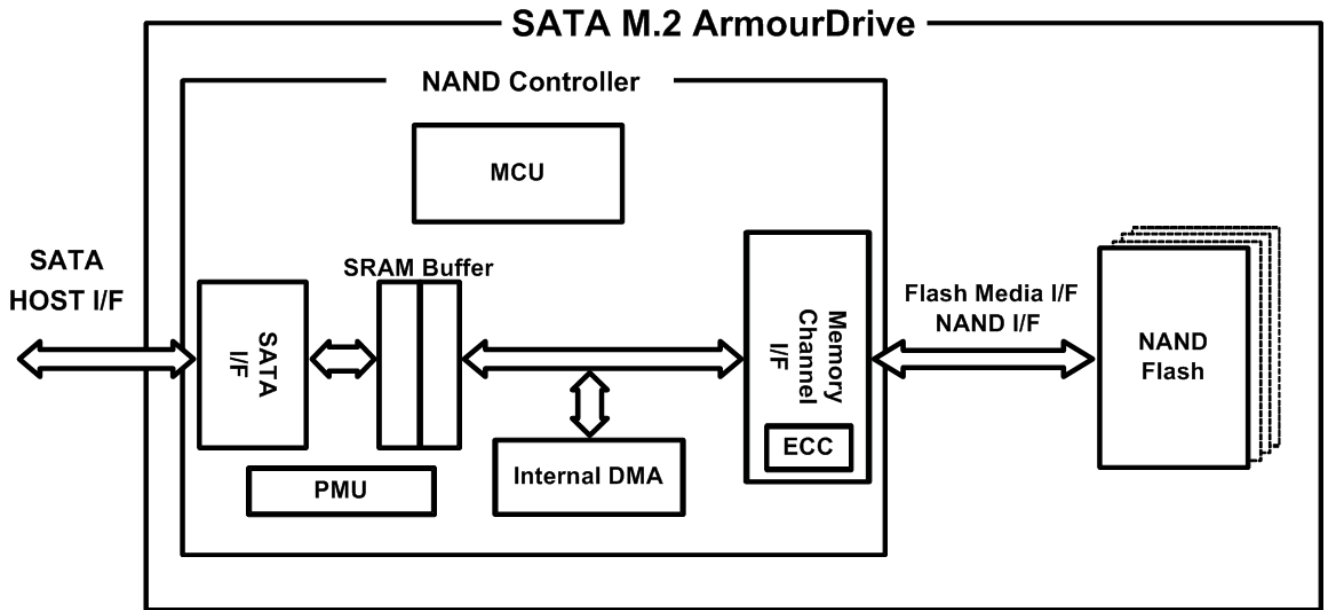 SATA M.2 ArmourDrive
NAND Controller
MCU
SATA
HOST I/F
SATA
I/F
SRAM Buffer
PMU
Internal DMA
Memory
Channel
I/F
ECC
Flash Media I/F
NAND I/F
NAND
Flash